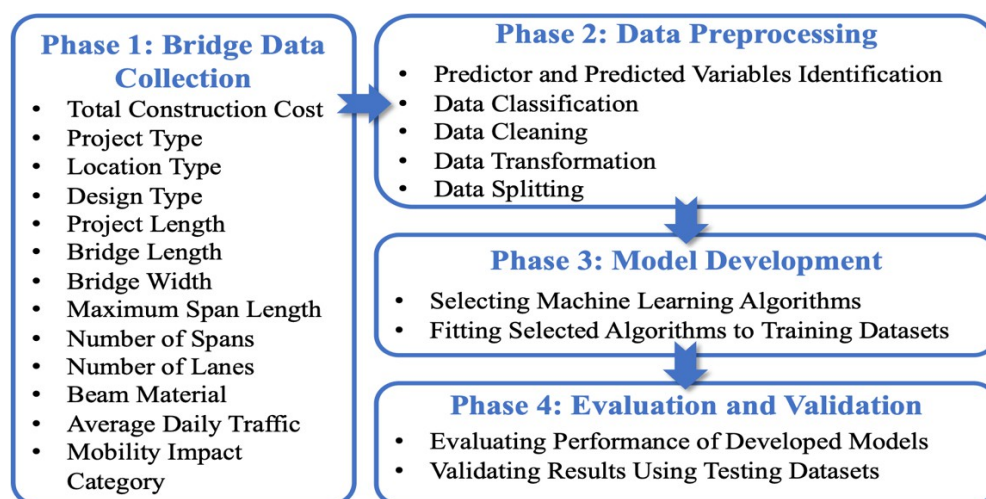 Phase 1: Bridge Data
Collection
• Total Construction Cost
• Project Type
• Location Type
• Design Type
• Project Length
• Bridge Length
• Bridge Width
• Maximum Span Length
• Number of Spans
• Number of Lanes
• Beam Material
• Average Daily Traffic
• Mobility Impact
Category
Phase 2: Data Preprocessing
• Predictor and Predicted Variables Identification
• Data Classification
• Data Cleaning
• Data Transformation
• Data Splitting
Phase 3: Model Development
• Selecting Machine Learning Algorithms
• Fitting Selected Algorithms to Training Datasets
Phase 4: Evaluation and Validation
• Evaluating Performance of Developed Models
• Validating Results Using Testing Datasets